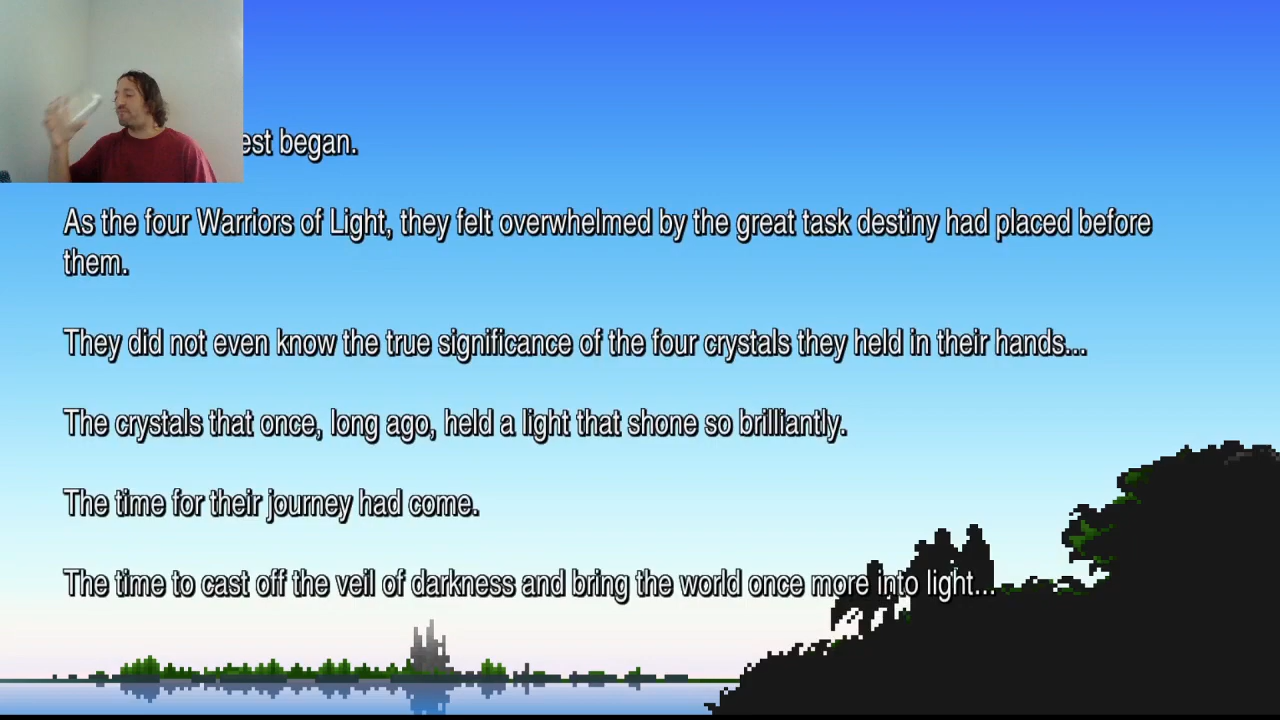 began.
As the four Warriors of Light, they felt overwhelmed by the great task destiny had placed before
them.
They did not even know the true significance of the four crystals they held in their hands...
The crystals that once, long ago, held a light that shone so brilliantly.
The time for their journey had come.
The time to cast off the veil of darkness and bring the world once more into light...